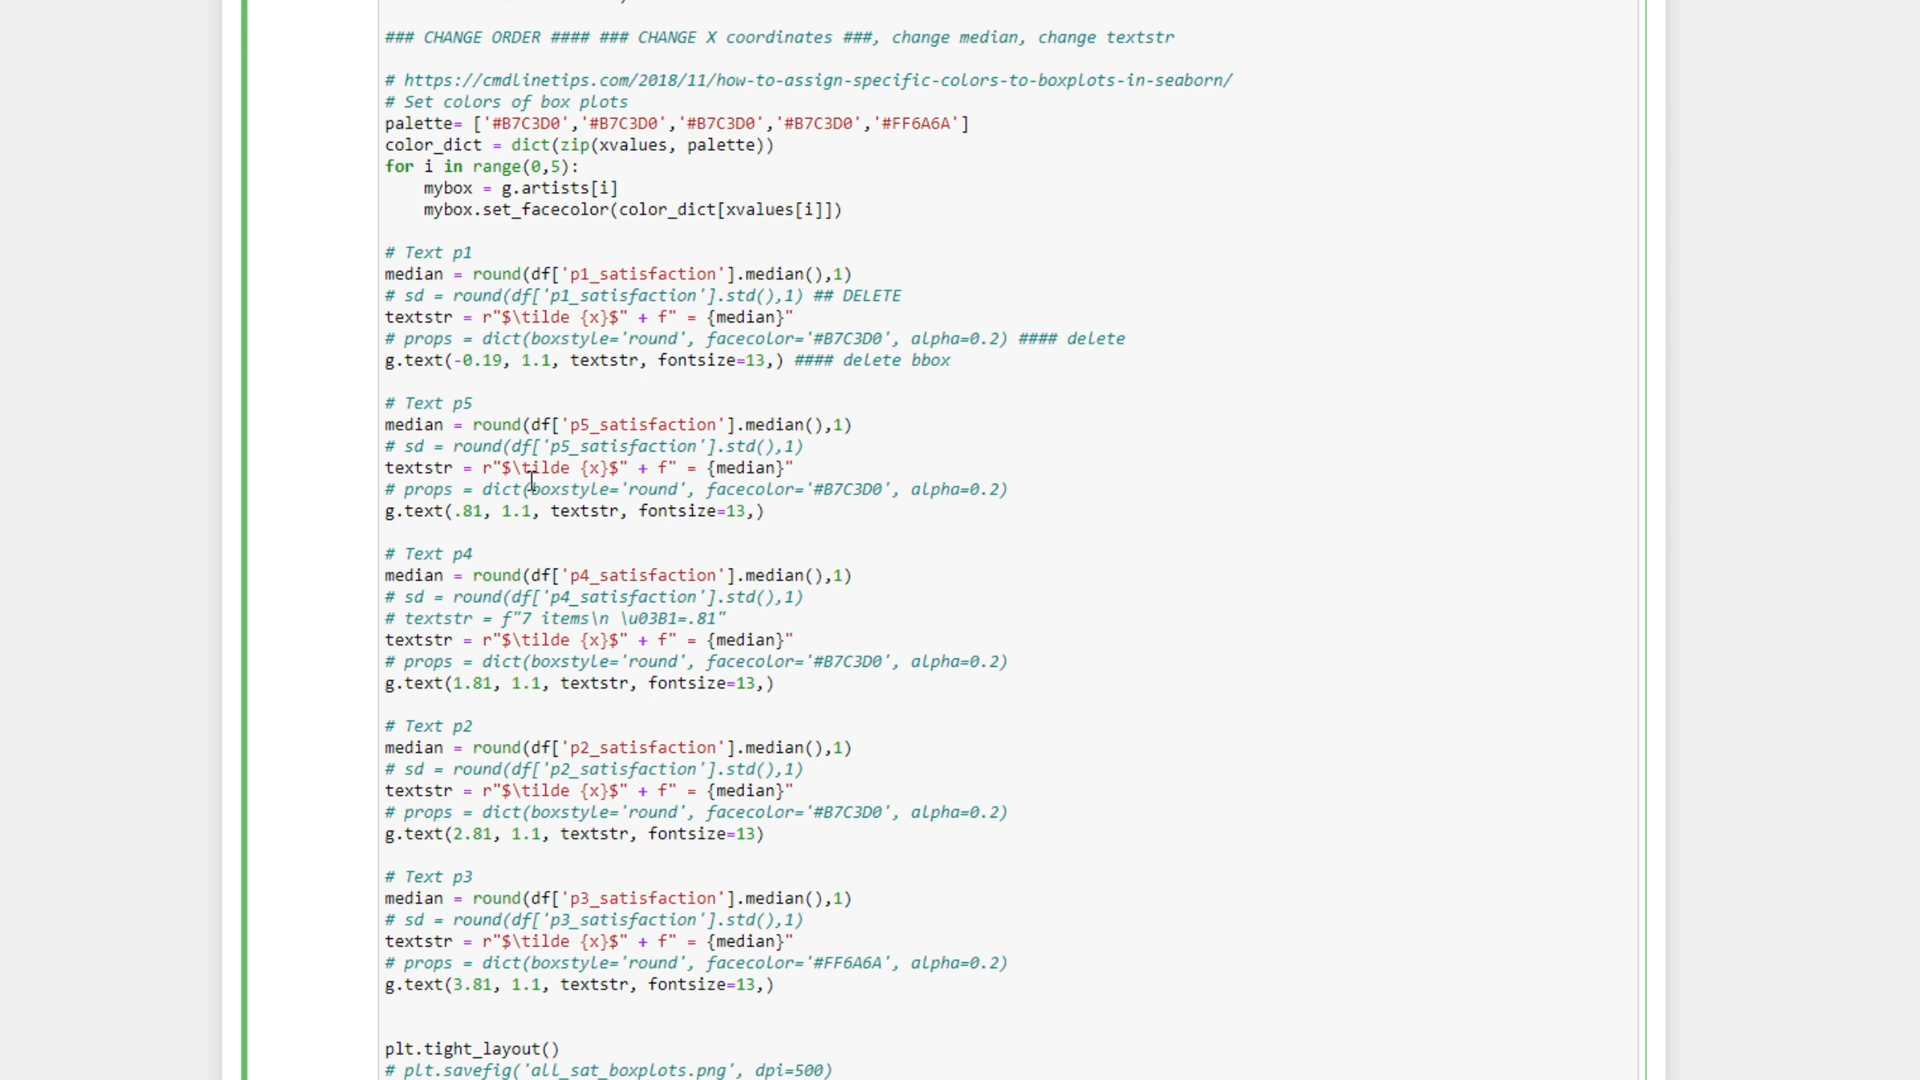 ### CHANGE ORDER #### ### CHANGE X coordinates ###, change median, change textstr
# https://cmdlinetips.com/2018/11/how-to-assign-specific-colors-to-boxplots-in-seaborn/
# Set colors of box plots
palette= ['#B7C3D0','#B7C3D0','#B7C3D0','#B7C3D0','#FF6A6A']
color_dict = dict(zip(xvalues, palette))
for i in range(0,5):
    mybox = g.artists[i]
    mybox.set_facecolor(color_dict[xvalues[i]])
# Text p1
median = round(df['p1_satisfaction'].median(),1)
# sd = round(df['p1_satisfaction'].std(),1) ## DELETE
textstr = r"$\tilde {x}$" + f" = {median}"
# props = dict(boxstyle='round', facecolor='#B7C3D0', alpha=0.2) #### delete
g.text(-0.19, 1.1, textstr, fontsize=13,) #### delete bbox
# Text p5
median = round(df['p5_satisfaction'].median(),1)
# sd = round(df['p5_satisfaction'].std(),1)
textstr = r"$\tilde {x}$" + f" = {median}"
# props = dict(boxstyle='round', facecolor='#B7C3D0', alpha=0.2)
g.text(.81, 1.1, textstr, fontsize=13,)
# Text p4
median = round(df['p4_satisfaction'].median(),1)
# sd = round(df['p4_satisfaction'].std(),1)
# textstr = f"7 items\n \u03B1=.81"
textstr = r"$\tilde {x}$" + f" = {median}"
# props = dict(boxstyle='round', facecolor='#B7C3D0', alpha=0.2)
g.text(1.81, 1.1, textstr, fontsize=13,)
# Text p2
median = round(df['p2_satisfaction'].median(),1)
# sd = round(df['p2_satisfaction'].std(),1)
textstr = r"$\tilde {x}$" + f" = {median}"
# props = dict(boxstyle='round', facecolor='#B7C3D0', alpha=0.2)
g.text(2.81, 1.1, textstr, fontsize=13)
# Text p3
median = round(df['p3_satisfaction'].median(),1)
# sd = round(df['p3_satisfaction'].std(),1)
textstr = r"$\tilde {x}$" + f" = {median}"
# props = dict(boxstyle='round', facecolor='#FF6A6A', alpha=0.2)
g.text(3.81, 1.1, textstr, fontsize=13,)
plt.tight_layout()
# plt.savefig('all_sat_boxplots.png', dpi=500)